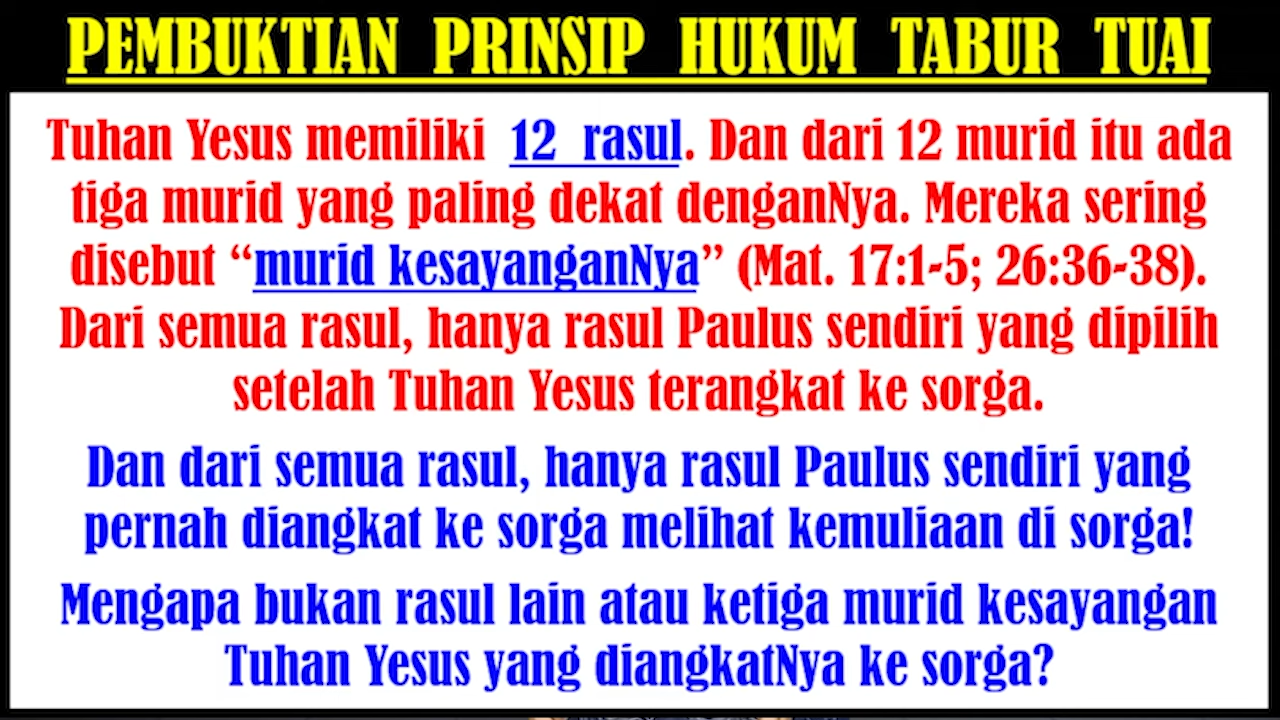 PEMBUKTIAN PRINSIP HUKUM TABUR TUAI
Tuhan Yesus memiliki 12 rasul. Dan dari 12 murid itu ada
tiga murid yang paling dekat denganNya. Mereka sering
disebut “murid kesayanganNya” (Mat. 17:1-5; 26:36-38).
Dari semua rasul, hanya rasul Paulus sendiri yang dipilih
setelah Tuhan Yesus terangkat ke sorga.
Dan dari semua rasul, hanya rasul Paulus sendiri yang
pernah diangkat ke sorga melihat kemuliaan di sorga!
Mengapa bukan rasul lain atau ketiga murid kesayangan
Tuhan Yesus yang diangkatNya ke sorga?